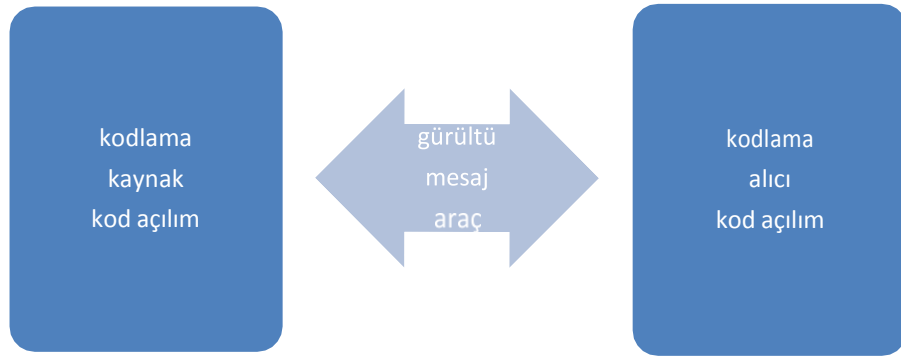 kodlama
kaynak
kod açılım
gürültü
mesaj
araç
kodlama
alıcı
kod açılım